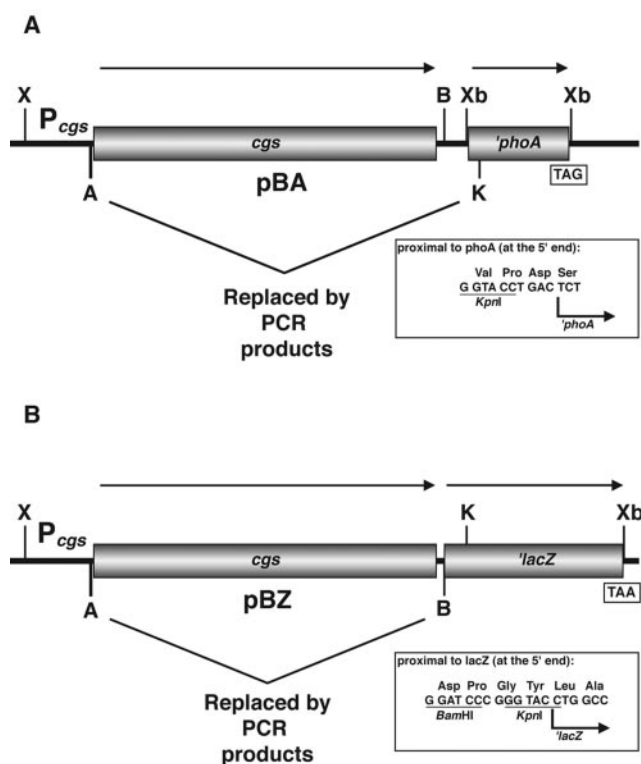 A
X
P cgs
cgs
B
Xb
'phoA
Xb
A
pBA
K
TAG
Replaced by
PCR
products
proximal to phoA (at the 5' end):
Val Pro Asp Ser
G GTA CCT GAC TCT
KpnI
'phoA
B
X
P cgs
cgs
K
'lacZ
Xb
A
pBZ
B
TAA
Replaced by
PCR
products
proximal to lacZ (at the 5' end):
Asp Pro Gly Tyr Leu Ala
G GAT CCC GGG TAC CTG GCC
BamHI KpnI
'lacZ